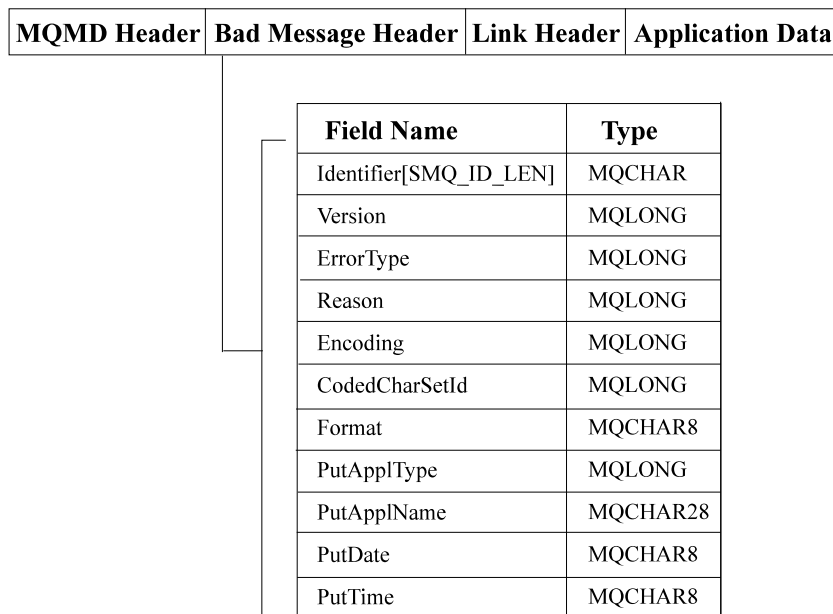 MQMD Header Bad Message Header Link Header Application Data
Field Name Type
Identifier[SMQ_ID_LEN] MQCHAR
Version MQLONG
ErrorType MQLONG
Reason MQLONG
Encoding MQLONG
CodedCharSetId MQLONG
Format MQCHAR8
PutApplType MQLONG
PutApplName MQCHAR28
PutDate MQCHAR8
PutTime MQCHAR8